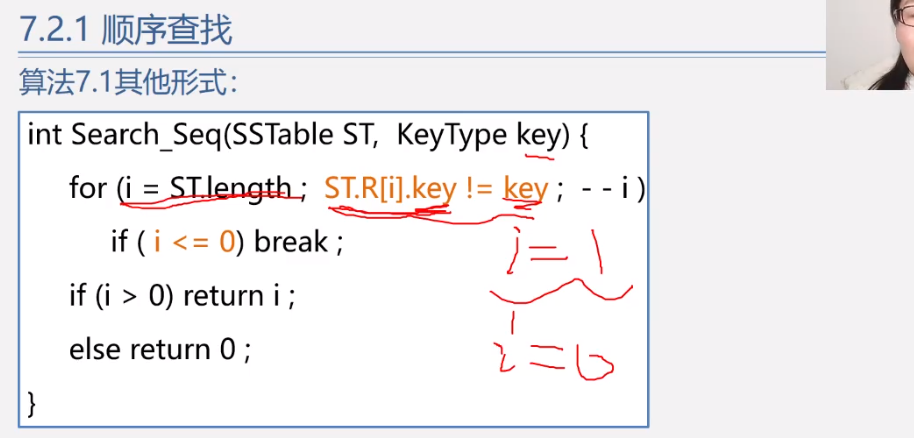 7.2.1 顺序查找
算法7.1其他形式：
int Search_Seq(SSTable ST, KeyType key) {
for (i = ST.length ; ST.R[i].key != key ; - - i )
if ( i <= 0) break ;
i = 1
if (i > 0) return i ;
else return 0 ;
i = 0
}